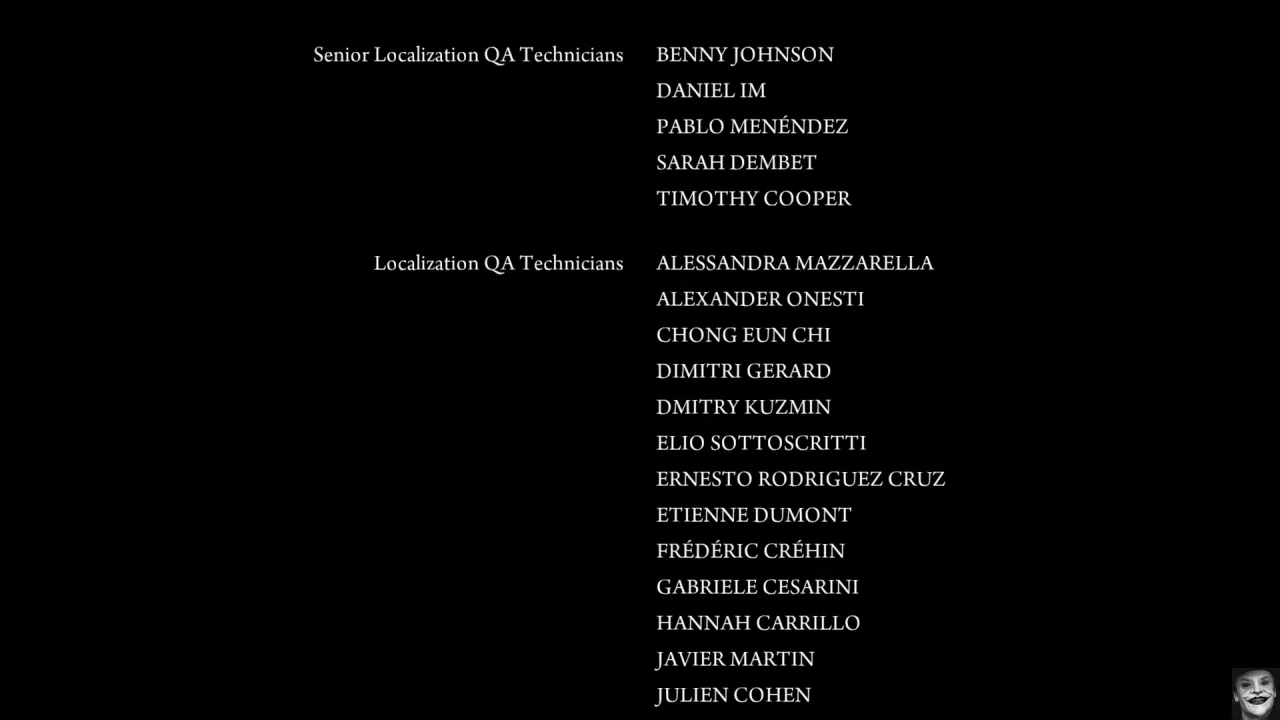 Senior Localization QA Technicians BENNY JOHNSON
DANIEL IM
PABLO MENÉNDEZ
SARAH DEMBET
TIMOTHY COOPER
Localization QA Technicians ALESSANDRA MAZZARELLA
ALEXANDER ONESTI
CHONG EUN CHI
DIMITRI GERARD
DMITRY KUZMIN
ELIO SOTTOSCRITTI
ERNESTO RODRIGUEZ CRUZ
ETIENNE DUMONT
FRÉDÉRIC CRÉHIN
GABRIELE CESARINI
HANNAH CARRILLO
JAVIER MARTIN
JULIEN COHEN